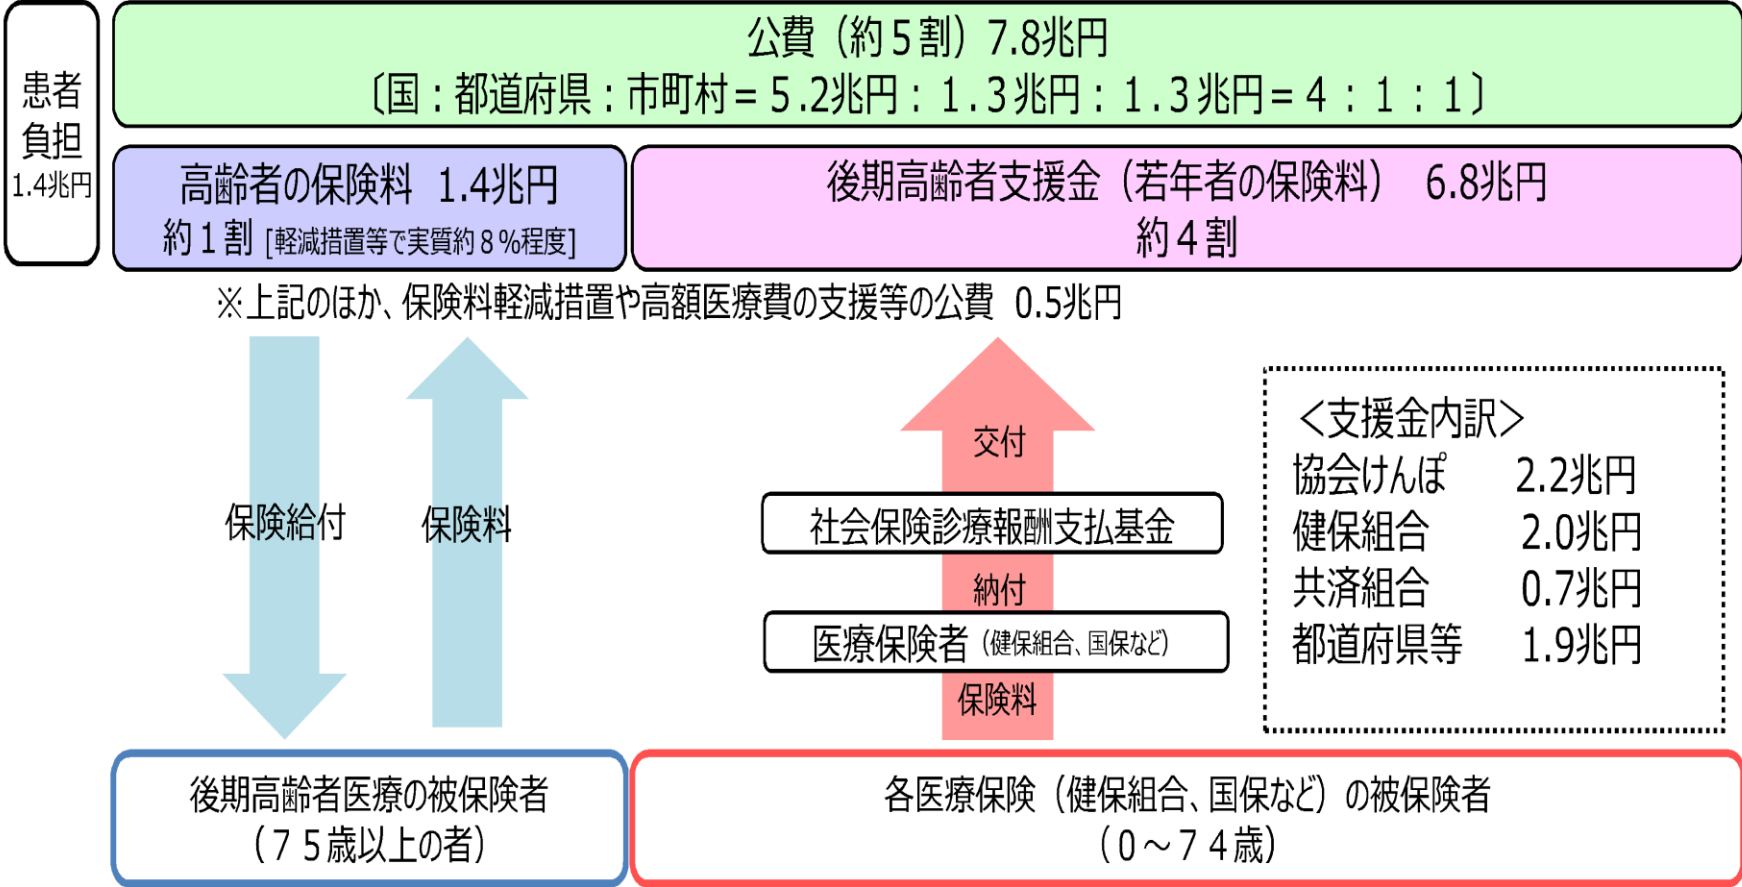 患者
負担
1.4兆円
公費（約５割）7.8兆円
〔国：都道府県：市町村＝５.2兆円：１.３兆円：１.３兆円＝４：１：１〕
高齢者の保険料 1.4兆円
約１割 [軽減措置等で実質約８%程度]
後期高齢者支援金（若年者の保険料） 6.8兆円
約４割
※上記のほか、保険料軽減措置や高額医療費の支援等の公費 0.5兆円
保険給付
保険料
交付
社会保険診療報酬支払基金
納付
医療保険者（健保組合、国保など）
保険料
＜支援金内訳＞
協会けんぽ 2.2兆円
健保組合 2.0兆円
共済組合 0.7兆円
都道府県等 1.9兆円
後期高齢者医療の被保険者
（７５歳以上の者）
各医療保険（健保組合、国保など）の被保険者
（０～７４歳）